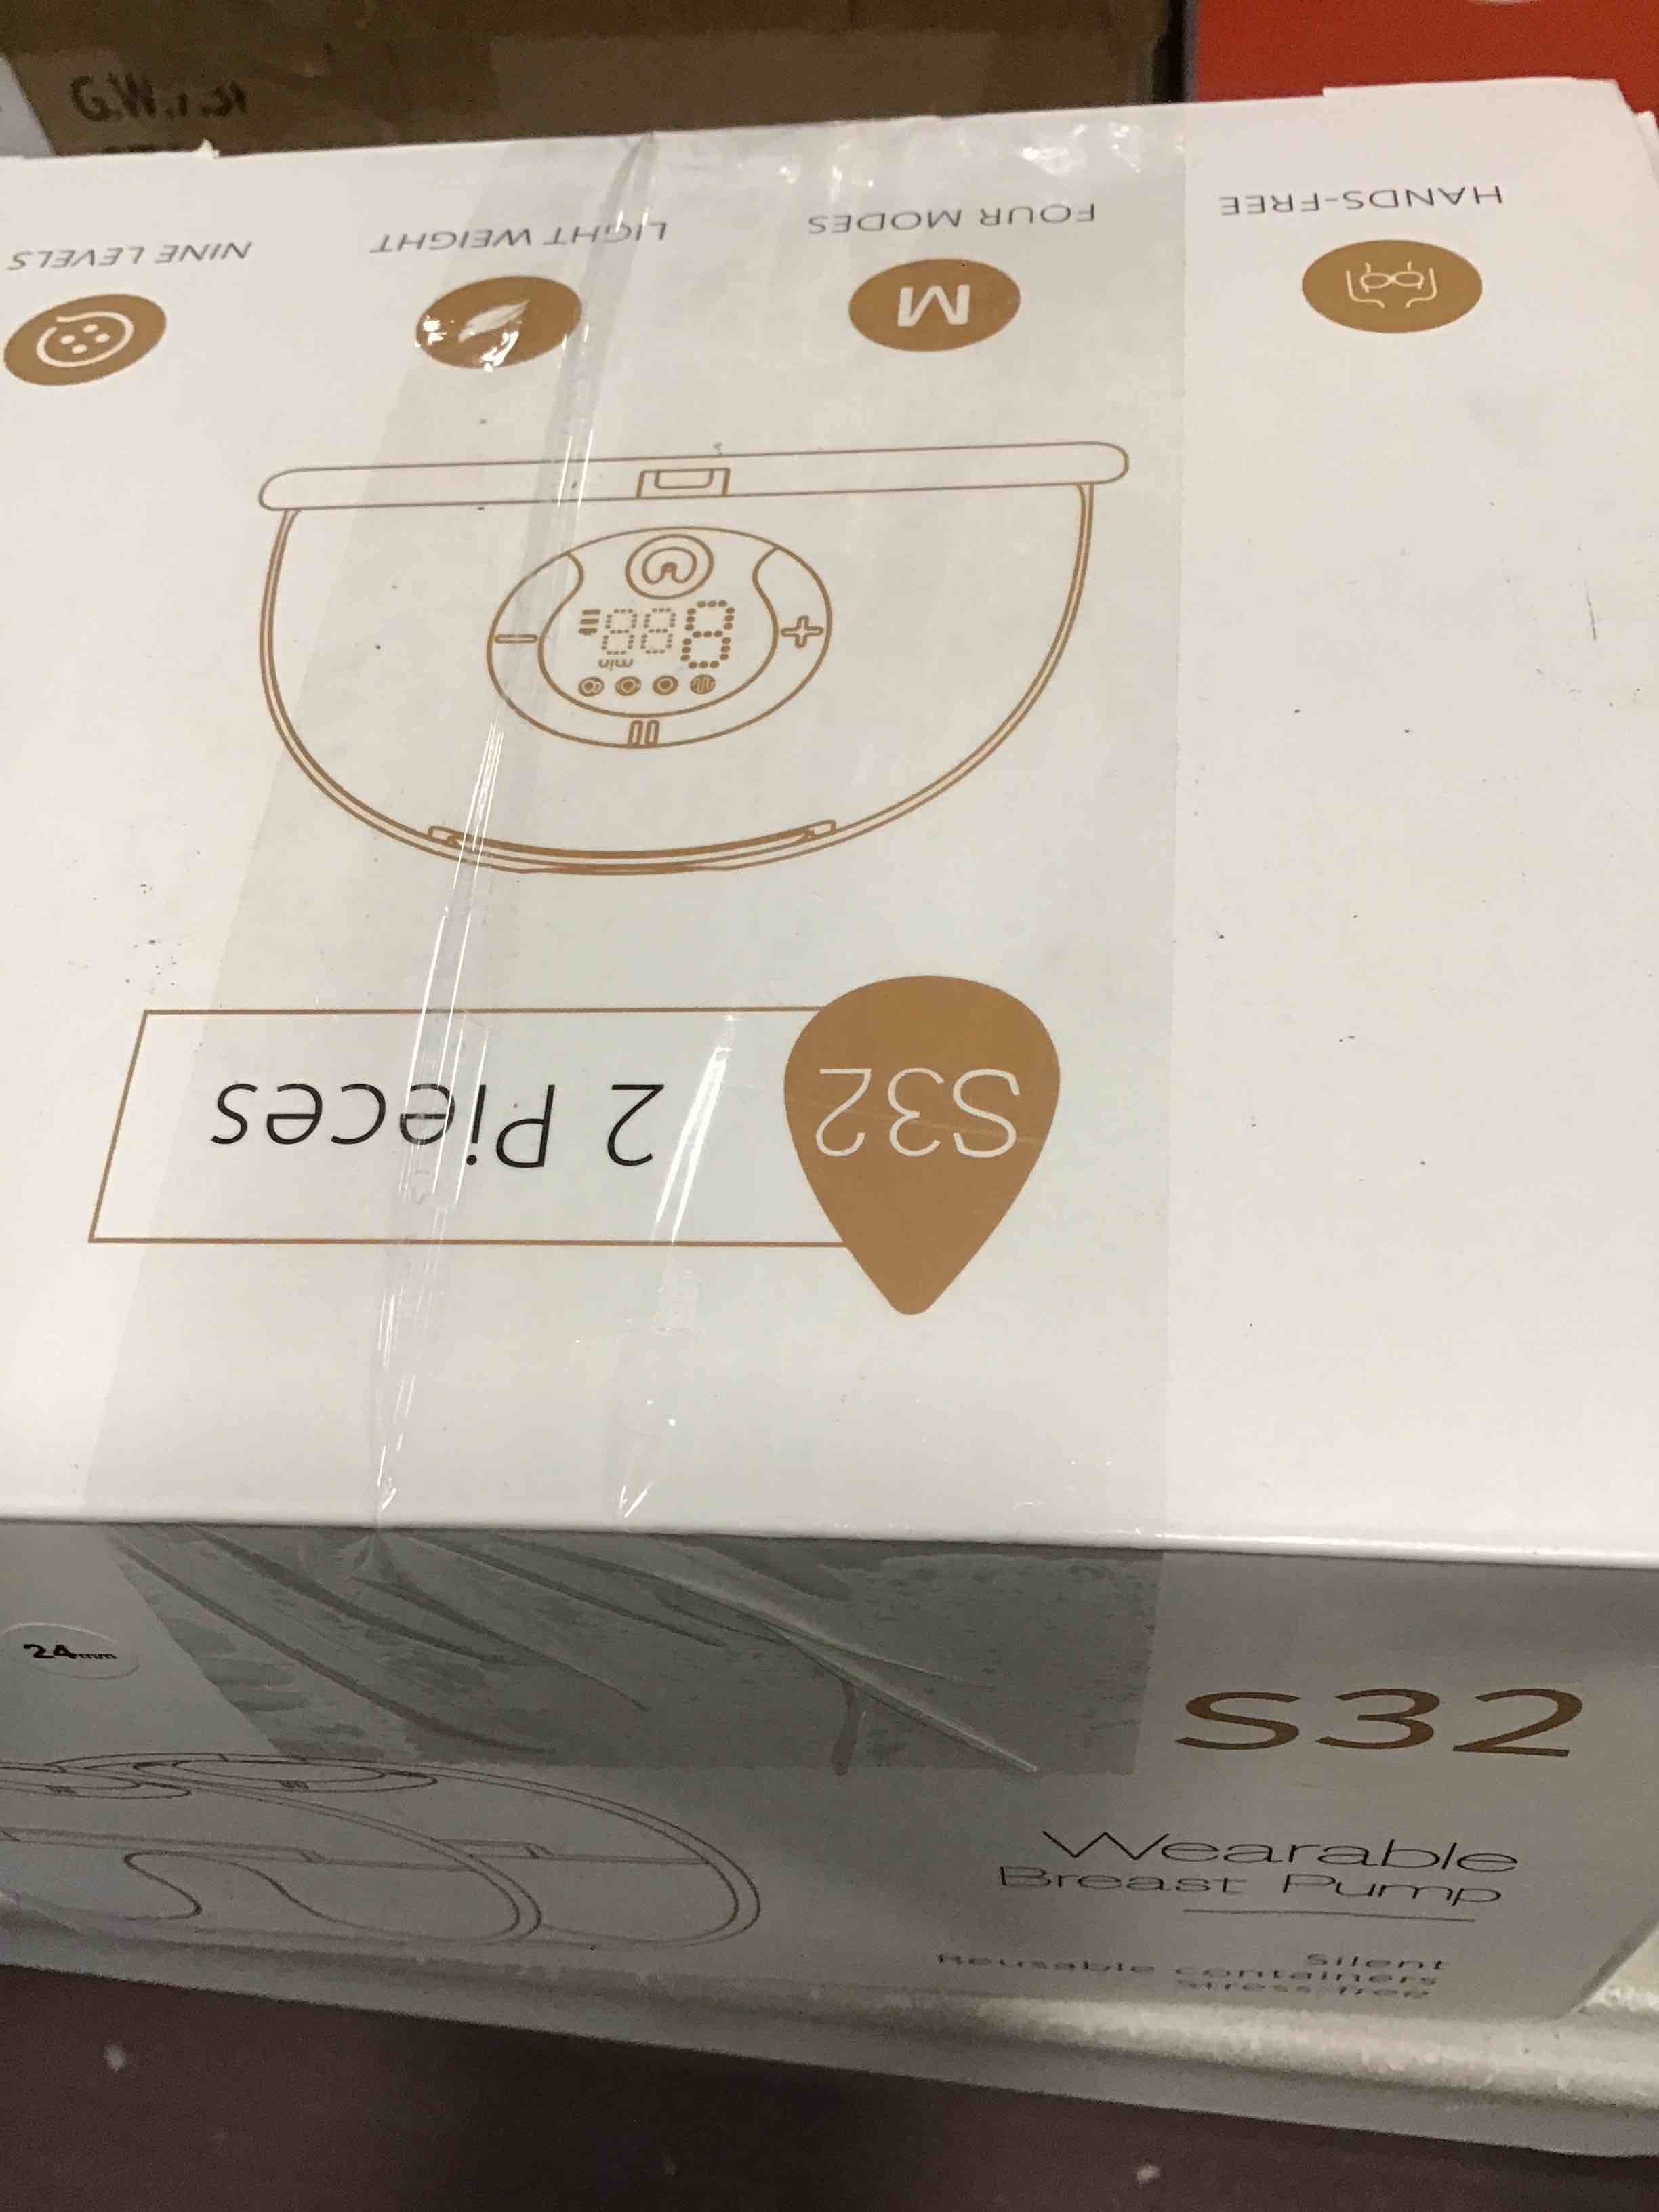 G.W.
HANDS-FREE
FOUR MODES
LIGHT WEIGHT
NINE LEVELS
M
min
888
S32
2 Pieces
24mm
S32
Wearable
Breast Pump
Silent
Reusable containers
Stress-free